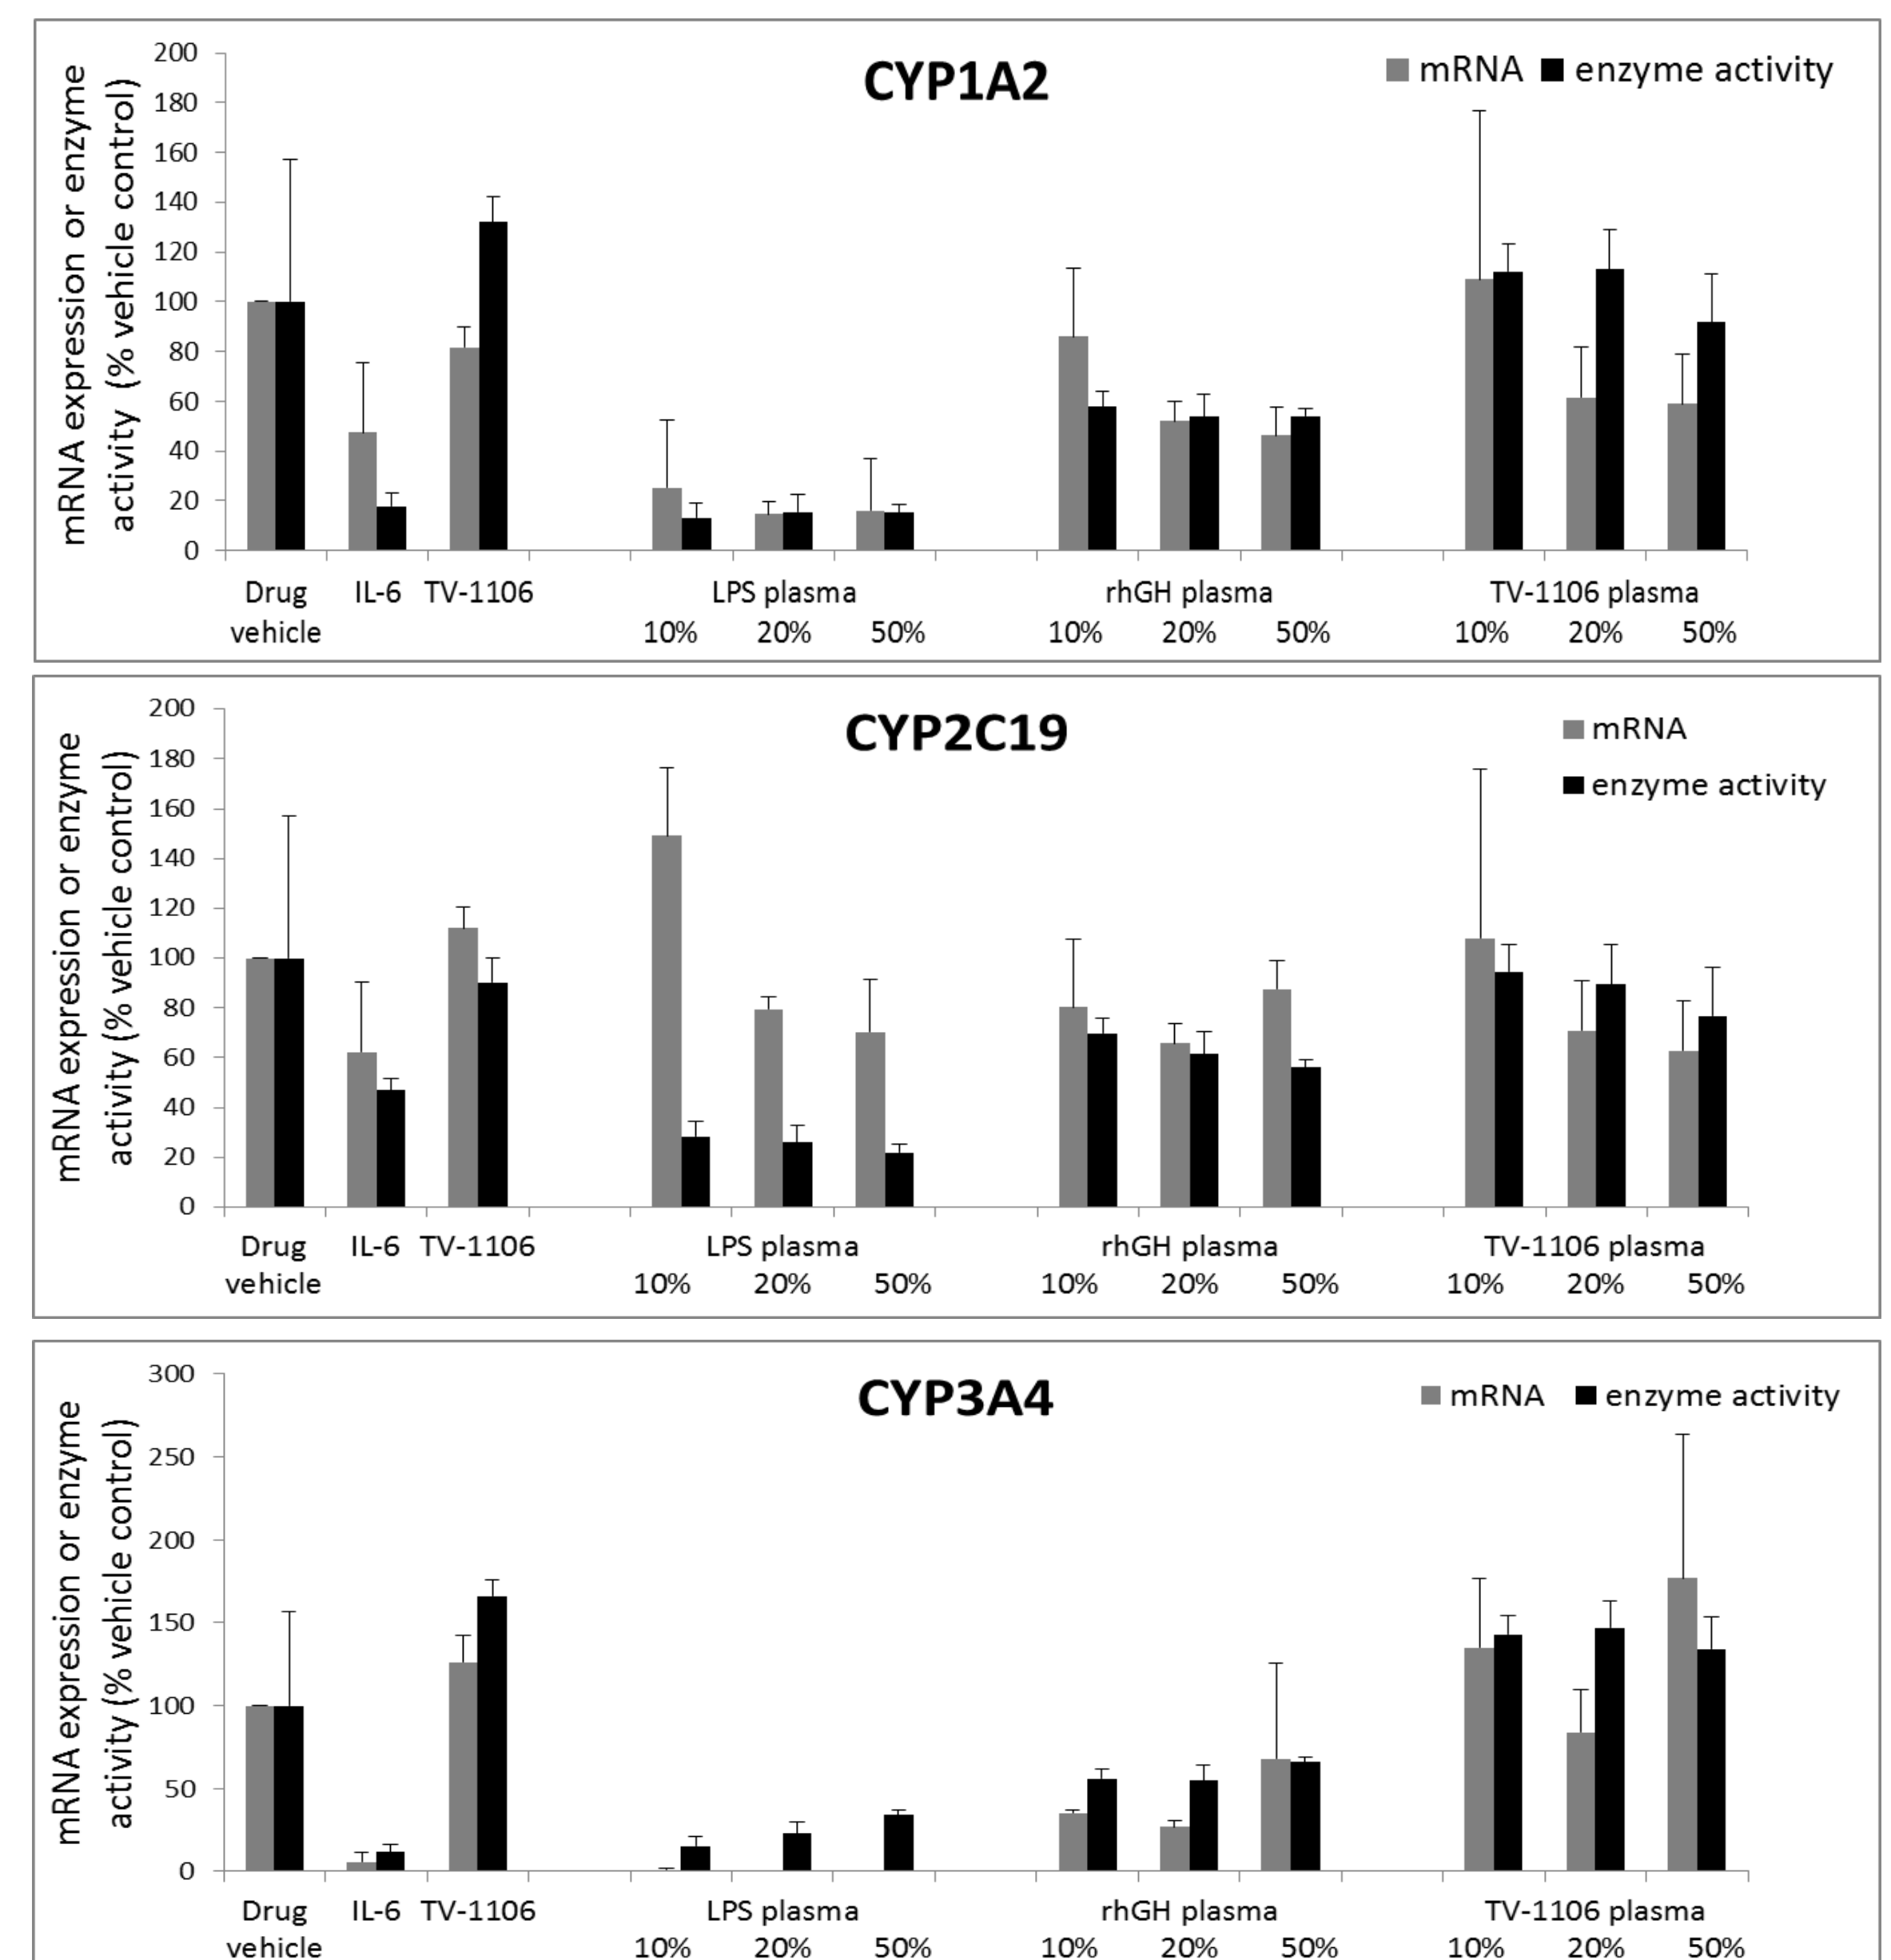 CYP1A2
mRNA enzyme activity
mRNA expression or enzyme
activity (% vehicle control)
200
180
160
140
120
100
80
60
40
20
0
Drug IL-6 TV-1106 LPS plasma rhGH plasma TV-1106 plasma
vehicle 10% 20% 50% 10% 20% 50% 10% 20% 50%
CYP2C19
mRNA
enzyme activity
mRNA expression or enzyme
activity (% vehicle control)
200
180
160
140
120
100
80
60
40
20
0
Drug IL-6 TV-1106 LPS plasma rhGH plasma TV-1106 plasma
vehicle 10% 20% 50% 10% 20% 50% 10% 20% 50%
CYP3A4
mRNA enzyme activity
mRNA expression or enzyme
activity (% vehicle control)
300
250
200
150
100
50
0
Drug IL-6 TV-1106 LPS plasma rhGH plasma TV-1106 plasma
vehicle 10% 20% 50% 10% 20% 50% 10% 20% 50%